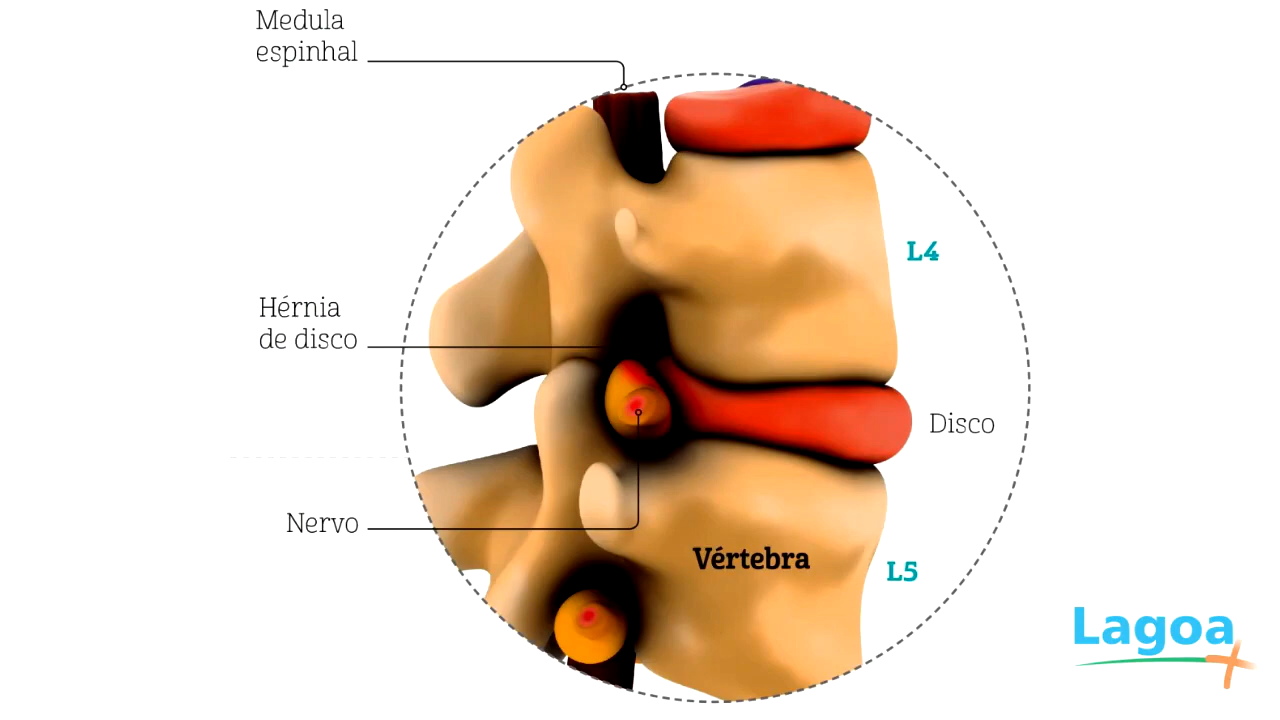 Medula
espinhal
L4
Hérnia
de disco
Disco
Nervo
Vértebra
L5
Lagoa